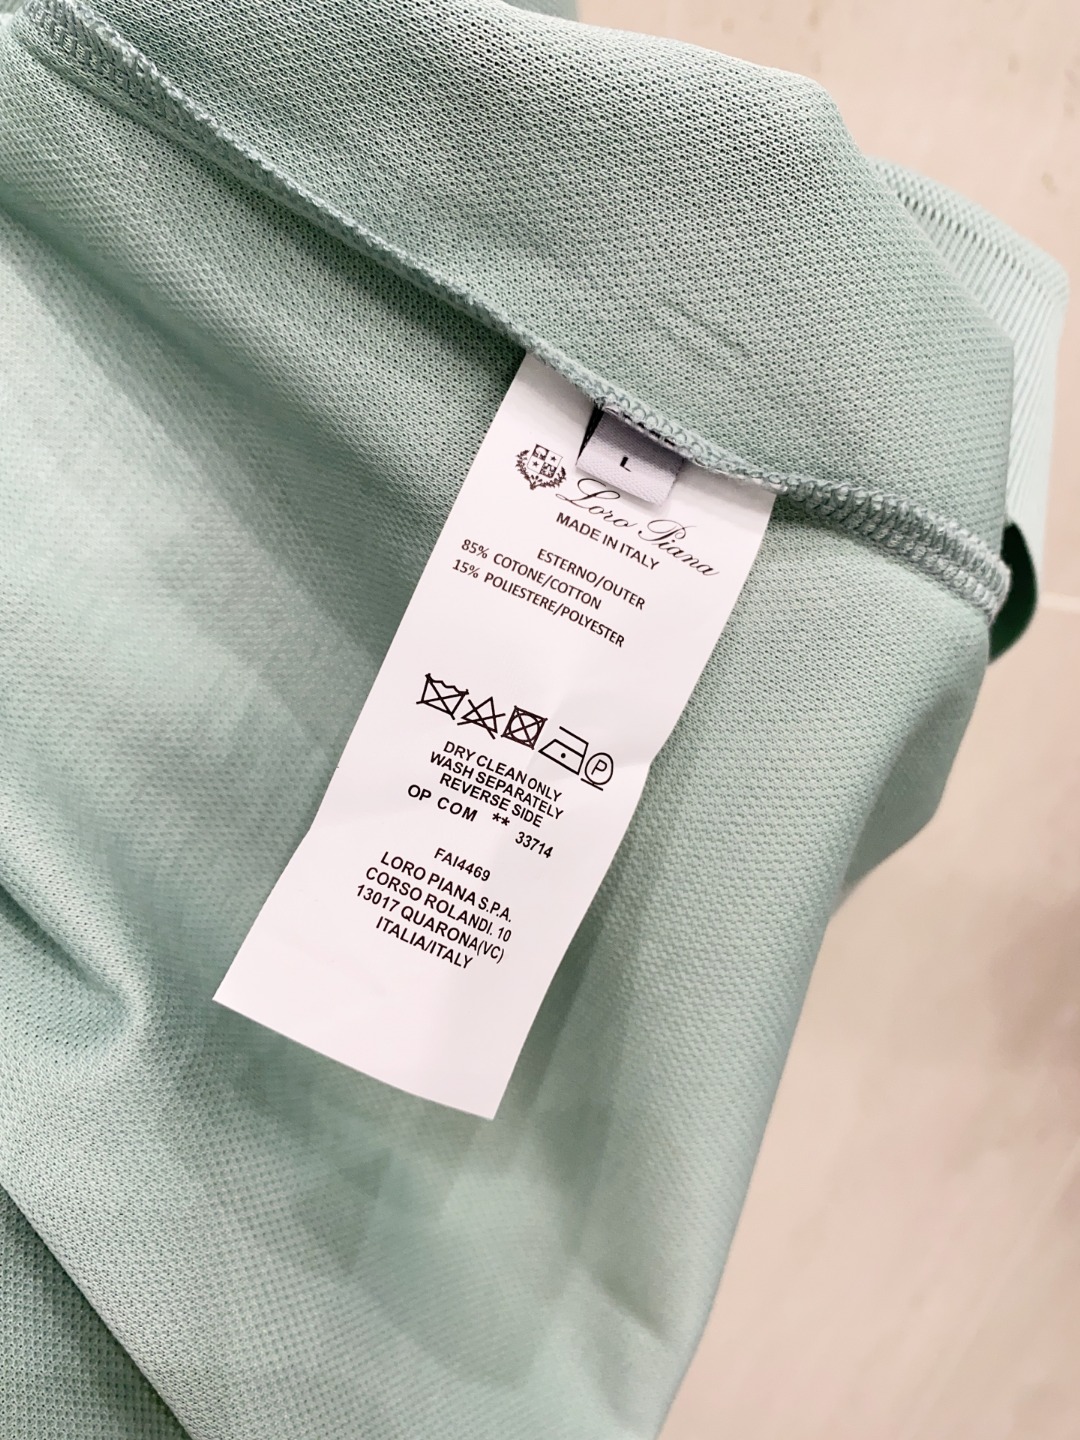 L
Loro Piana
MADE IN ITALY
ESTERNO/OUTER
85% COTONE/COTTON
15% POLIESTERE/POLYESTER
P
DRY CLEAN ONLY
WASH SEPARATELY
REVERSE SIDE
OP COM ** 33714
FAI4469
LORO PIANA S.P.A.
CORSO ROLANDI. 10
13017 QUARONA(VC)
ITALIA/ITALY